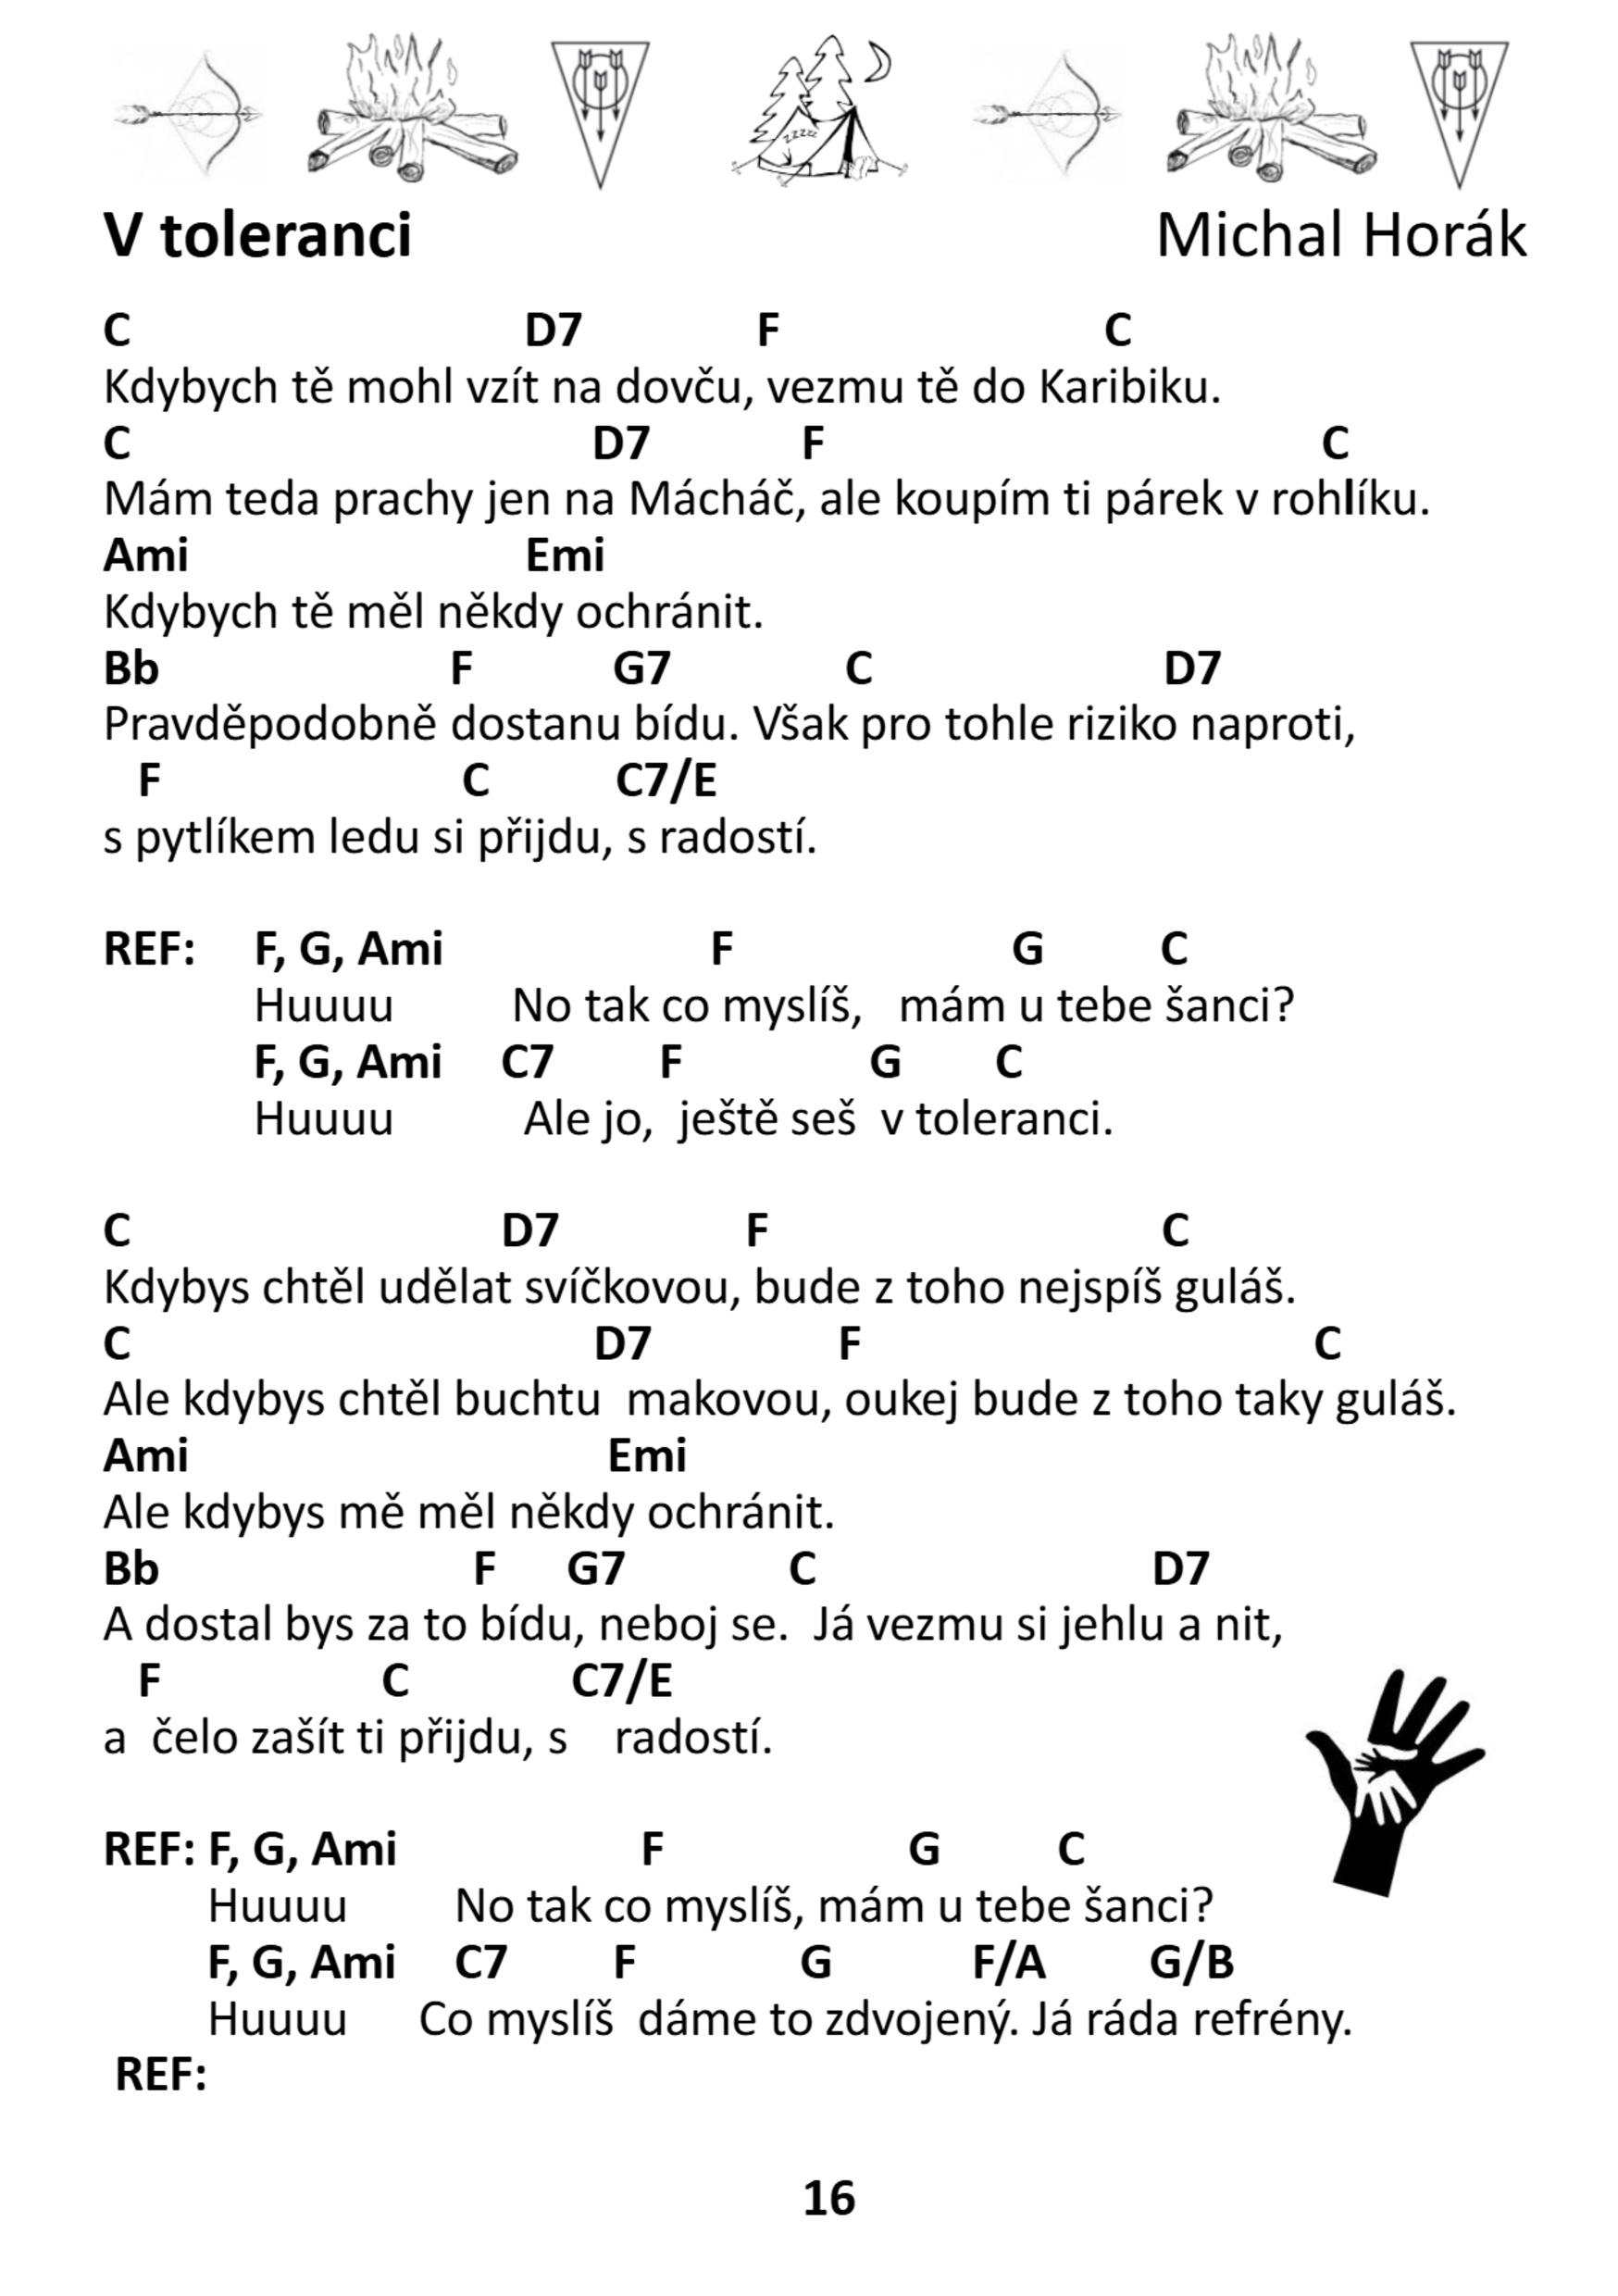 zzzzz
V toleranci Michal Horák
C D7 F C
Kdybych tě mohl vzít na dovču, vezmu tě do Karibiku.
C D7 F C
Mám teda prachy jen na Mácháč, ale koupím ti párek v rohlíku.
Ami Emi
Kdybych tě měl někdy ochránit.
Bb F G7 C D7
Pravděpodobně dostanu bídu. Však pro tohle riziko naproti,
F C C7/E
s pytlíkem ledu si přijdu, s radostí.
REF: F, G, Ami F G C
Huuuu No tak co myslíš, mám u tebe šanci?
F, G, Ami C7 F G C
Huuuu Ale jo, ještě seš v toleranci.
C D7 F C
Kdybys chtěl udělat svíčkovou, bude z toho nejspíš guláš.
C D7 F C
Ale kdybys chtěl buchtu makovou, oukej bude z toho taky guláš.
Ami Emi
Ale kdybys mě měl někdy ochránit.
Bb F G7 C D7
A dostal bys za to bídu, neboj se. Já vezmu si jehlu a nit,
F C C7/E
a čelo zašít ti přijdu, s radostí.
REF: F, G, Ami F G C
Huuuu No tak co myslíš, mám u tebe šanci?
F, G, Ami C7 F G F/A G/B
Huuuu Co myslíš dáme to zdvojený. Já ráda refrény.
REF:
16